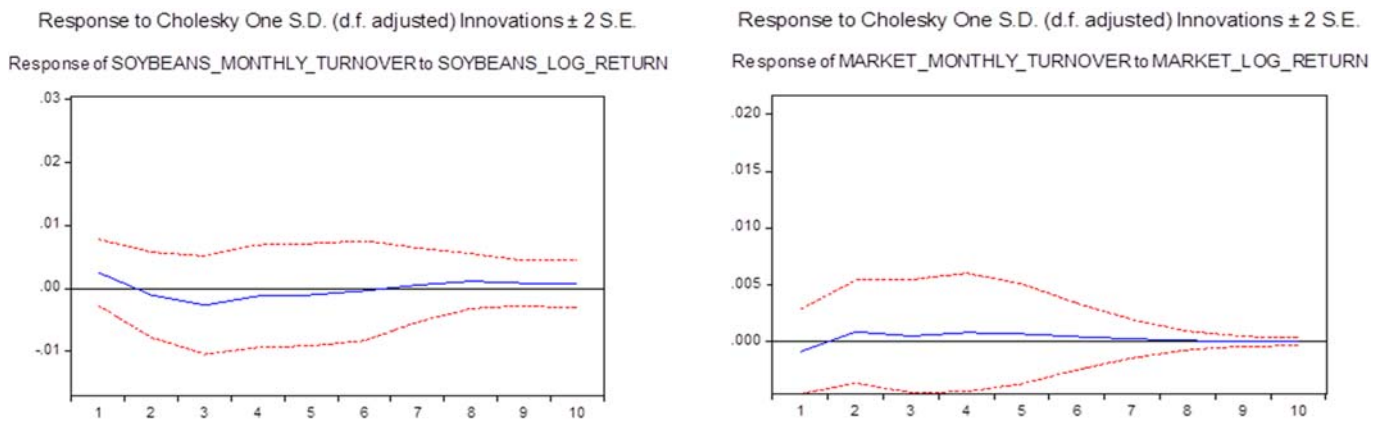 Response to Cholesky One S.D. (d.f. adjusted) Innovations ± 2 S.E.
Response of SOYBEANS_MONTHLY_TURNOVER to SOYBEANS_LOG_RETURN
.03
.02
.01
.00
-.01
1 2 3 4 5 6 7 8 9 10
Response to Cholesky One S.D. (d.f. adjusted) Innovations ± 2 S.E.
Response of MARKET_MONTHLY_TURNOVER to MARKET_LOG_RETURN
.020
.015
.010
.005
.000
1 2 3 4 5 6 7 8 9 10